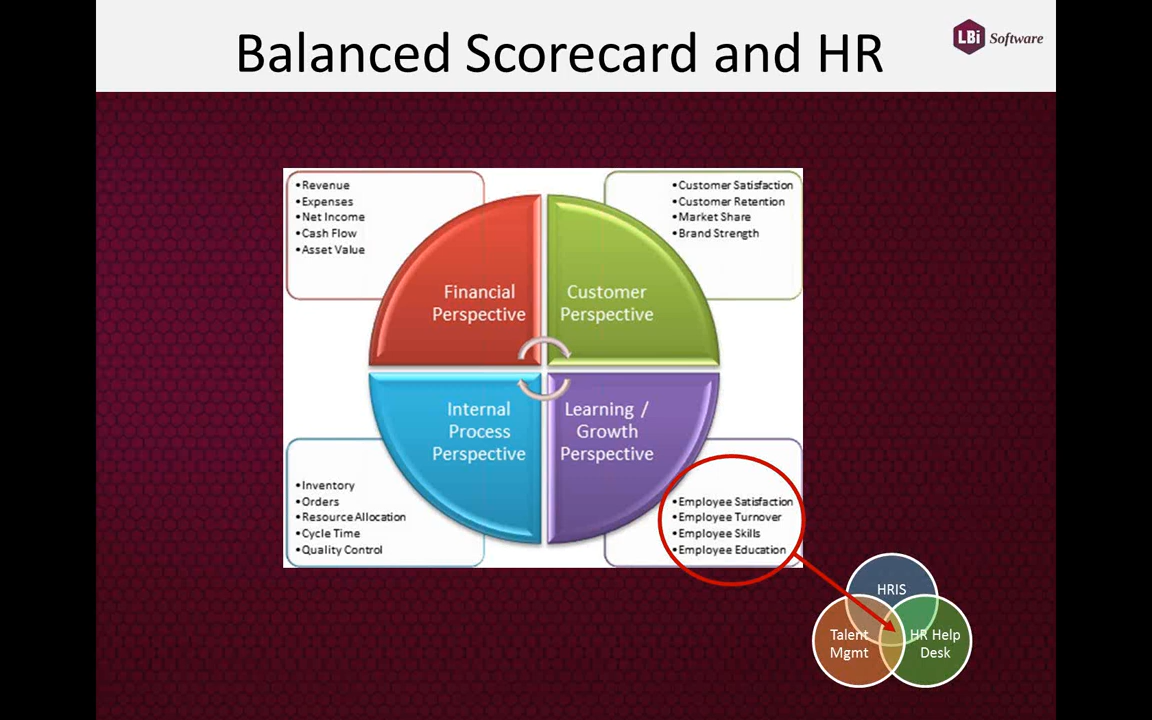 Balanced Scorecard and HR
LBi Software
•Revenue
•Expenses
•Net Income
•Cash Flow
•Asset Value
•Customer Satisfaction
•Customer Retention
•Market Share
•Brand Strength
Financial
Perspective
Customer
Perspective
Internal
Process
Perspective
Learning /
Growth
Perspective
•Inventory
•Orders
•Resource Allocation
•Cycle Time
•Quality Control
•Employee Satisfaction
•Employee Turnover
•Employee Skills
•Employee Education
HRIS
Talent
Mgmt
HR Help
Desk